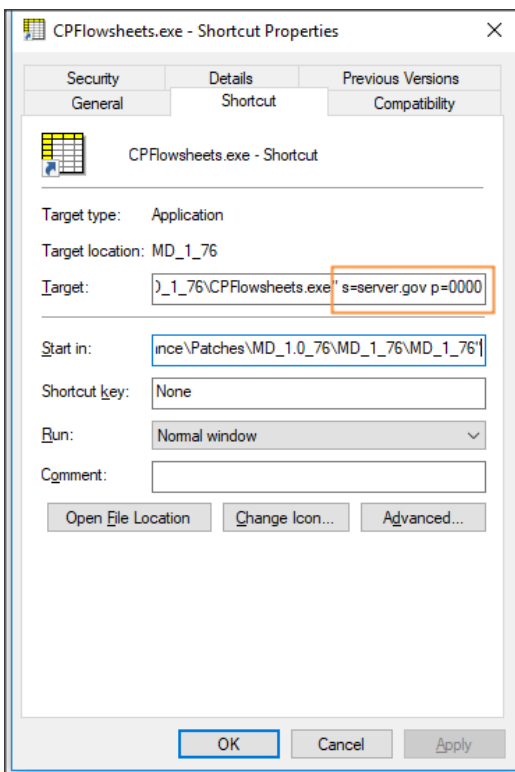 CPFlowsheets.exe - Shortcut Properties
Security Details Previous Versions
General Shortcut Compatibility
CPFlowsheets.exe - Shortcut
Target type: Application
Target location: MD_1_76
Target: )_1_76\CPFlowsheets.exe" s=server.gov p=0000
Start in: ince\Patches\MD_1.0_76\MD_1_76\MD_1_76"
Shortcut key: None
Run: Normal window
Comment:
Open File Location Change Icon... Advanced...
OK Cancel Apply